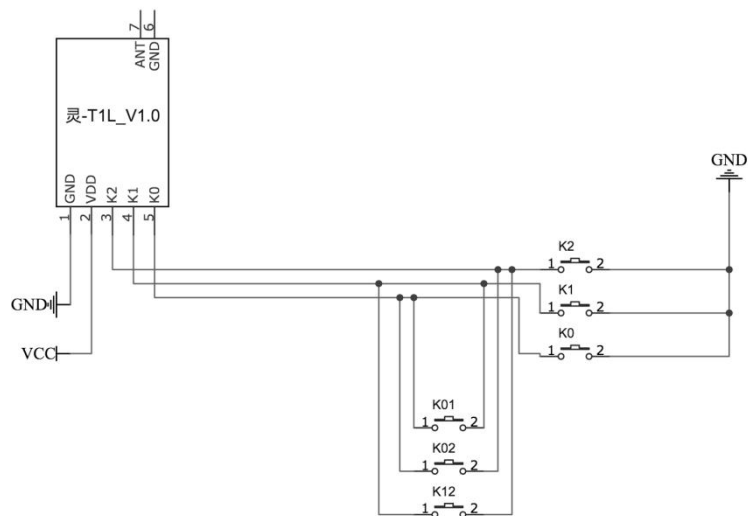 7 6
ANT GND
灵-T1L_V1.0
GND VDD K2 K1 K0
1 2 3 4 5
GND
VCC
GND
K2
1 2
K1
1 2
K0
1 2
K01
1 2
K02
1 2
K12
1 2